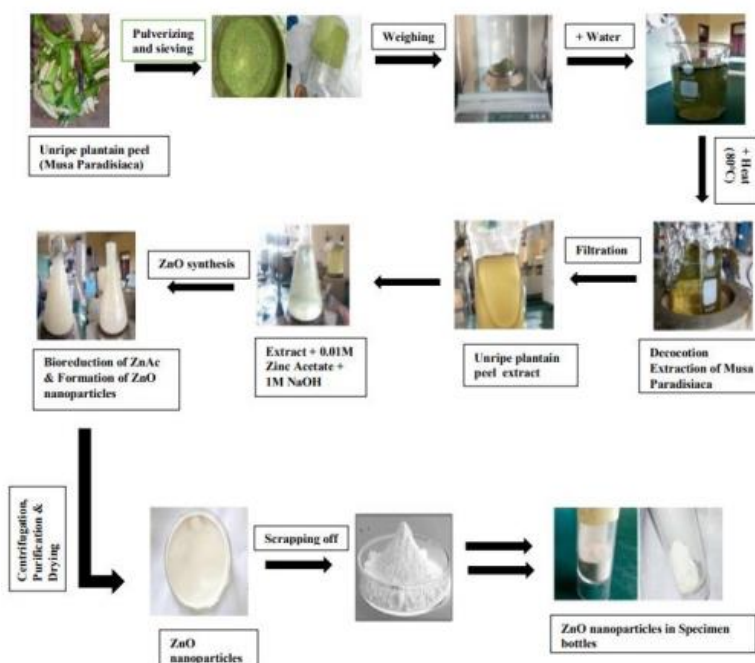 Pulverizing
and sieving
Weighing
+ Water
Unripe plantain peel
(Musa Paradisiaca)
+ Heat
(80°C)
Filtration
ZnO synthesis
Decocotion
Extraction of Musa
Paradisiaca
Unripe plantain
peel extract
Extract + 0.01M
Zinc Acetate +
1M NaOH
Bioreduction of ZnAc
& Formation of ZnO
nanoparticles
Centrifugation,
Purification &
Drying
Scrapping off
ZnO
nanoparticles
ZnO nanoparticles in Specimen
bottles